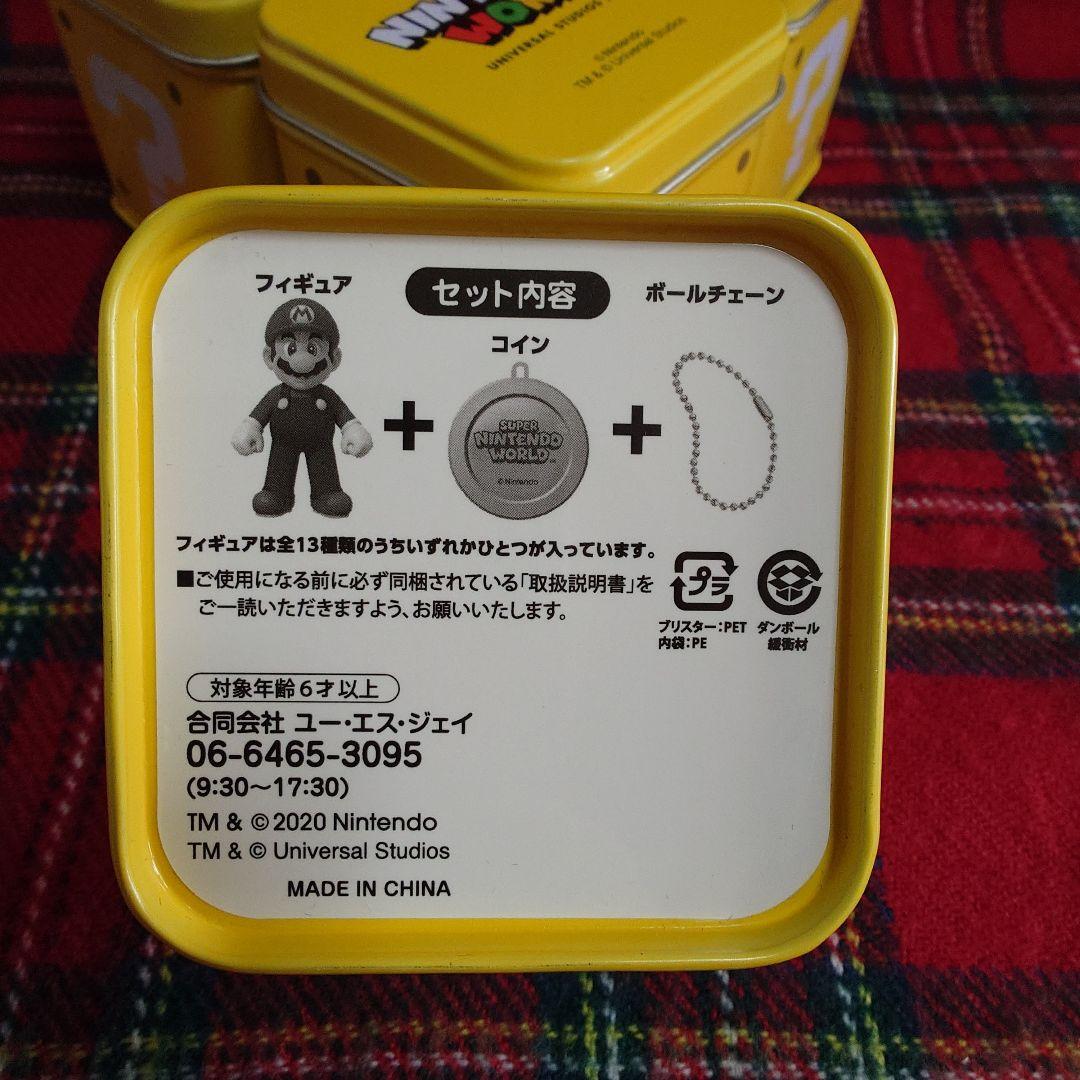 UNIVERSAL STUDIOS
© Nintendo
TM & © Universal Studios
フィギュア
セット内容
ボールチェーン
コイン
M
SUPER
NINTENDO
WORLD
© Nintendo
フィギュアは全13種類のうちいずれかひとつが入っています。
■ご使用になる前に必ず同梱されている「取扱説明書」を
ご一読いただきますよう、お願いいたします。
プラ
ブリスター:PET
内袋:PE
ダンボール
緩衝材
対象年齢6才以上
合同会社 ユー・エス・ジェイ
06-6465-3095
(9:30～17:30)
TM & © 2020 Nintendo
TM & © Universal Studios
MADE IN CHINA